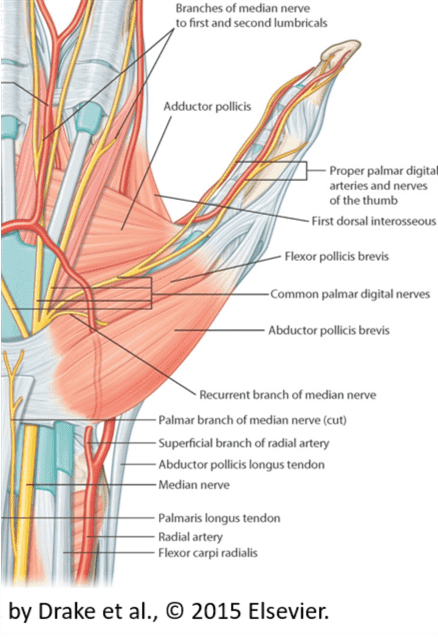 Branches of median nerve
to first and second lumbricals
Adductor pollicis
Proper palmar digital
arteries and nerves
of the thumb
First dorsal interosseous
Flexor pollicis brevis
Common palmar digital nerves
Abductor pollicis brevis
Recurrent branch of median nerve
Palmar branch of median nerve (cut)
Superficial branch of radial artery
Abductor pollicis longus tendon
Median nerve
Palmaris longus tendon
Radial artery
Flexor carpi radialis
by Drake et al., © 2015 Elsevier.